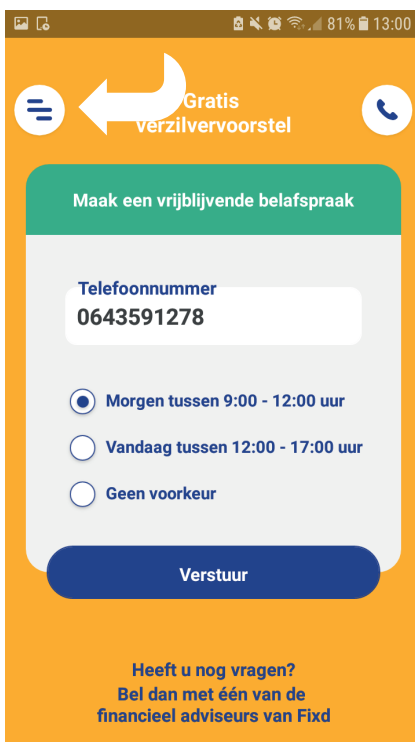 81% 13:00
Gratis
verzilvervoorstel
Maak een vrijblijvende belafspraak
Telefoonnummer
0643591278
Morgen tussen 9:00 - 12:00 uur
Vandaag tussen 12:00 - 17:00 uur
Geen voorkeur
Verstuur
Heeft u nog vragen?
Bel dan met één van de
financieel adviseurs van Fixd